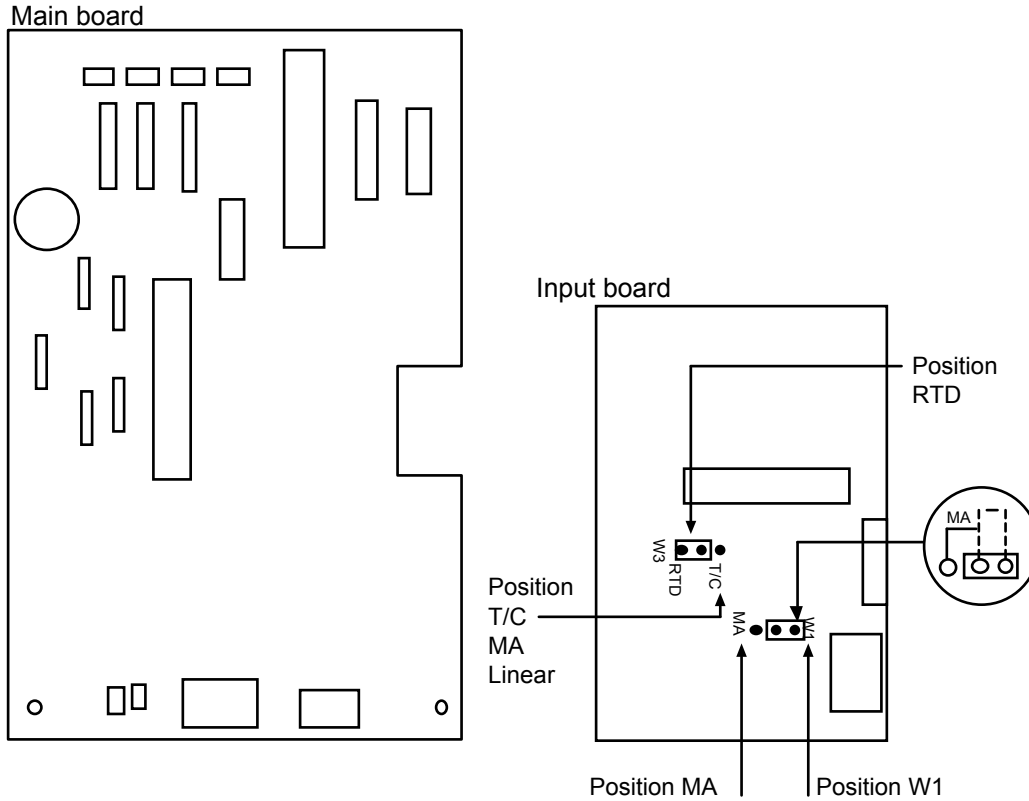 Main board
Input board
Position
RTD
MA
W3
RTD
T/C
Position
T/C
MA
Linear
MA
W1
Position MA
Position W1